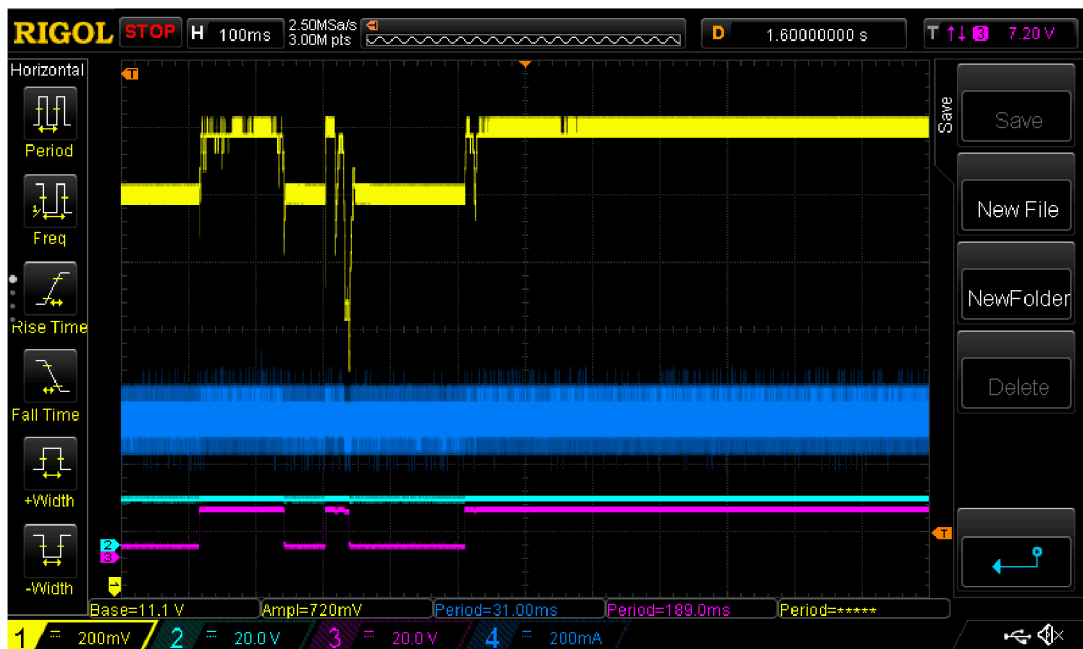 RIGOL STOP H 100ms 2.50MSa/s 3.00M pts D 1.60000000 s T 3 7.20 V
Horizontal
T
Period
Freq
Rise Time
Fall Time
+Width
-Width
Save
Save
New File
NewFolder
Delete
2
3
T
Base=11.1 V Ampl=720mV Period=31.00ms Period=189.0ms Period=*****
1 200mV 2 20.0 V 3 20.0 V 4 200mA